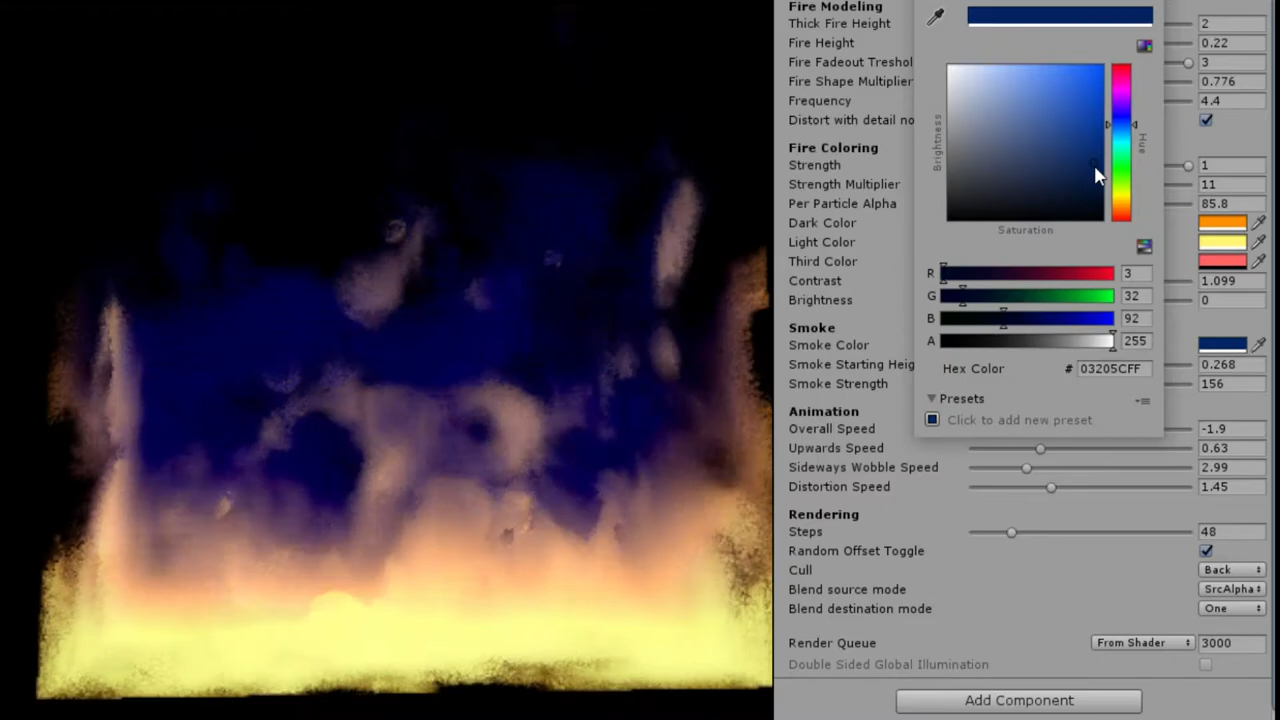 Fire Modeling
Thick Fire Height 2
Fire Height 0.22
Fire Fadeout Treshol 3
Fire Shape Multiplier 0.776
Frequency 4.4
Distort with detail no
Fire Coloring
Strength 1
Strength Multiplier 11
Per Particle Alpha 85.8
Dark Color
Light Color
Third Color
Contrast 1.099
Brightness 0
Smoke
Smoke Color
Smoke Starting Heig 0.268
Smoke Strength 156
Animation
Overall Speed -1.9
Upwards Speed 0.63
Sideways Wobble Speed 2.99
Distortion Speed 1.45
Rendering
Steps 48
Random Offset Toggle
Cull Back
Blend source mode SrcAlpha
Blend destination mode One
Render Queue From Shader 3000
Double Sided Global Illumination
Add Component
Brightness
Hue
Saturation
R 3
G 32
B 92
A 255
Hex Color # 03205CFF
Presets
Click to add new preset